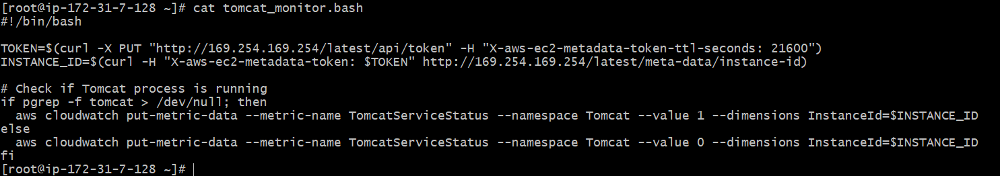 [root@ip-172-31-7-128 ~]# cat tomcat_monitor.bash
#!/bin/bash

TOKEN=$(curl -X PUT "http://169.254.169.254/latest/api/token" -H "X-aws-ec2-metadata-token-ttl-seconds: 21600")
INSTANCE_ID=$(curl -H "X-aws-ec2-metadata-token: $TOKEN" http://169.254.169.254/latest/meta-data/instance-id)

# Check if Tomcat process is running
if pgrep -f tomcat > /dev/null; then
  aws cloudwatch put-metric-data --metric-name TomcatServiceStatus --namespace Tomcat --value 1 --dimensions InstanceId=$INSTANCE_ID
else
  aws cloudwatch put-metric-data --metric-name TomcatServiceStatus --namespace Tomcat --value 0 --dimensions InstanceId=$INSTANCE_ID
fi
[root@ip-172-31-7-128 ~]#